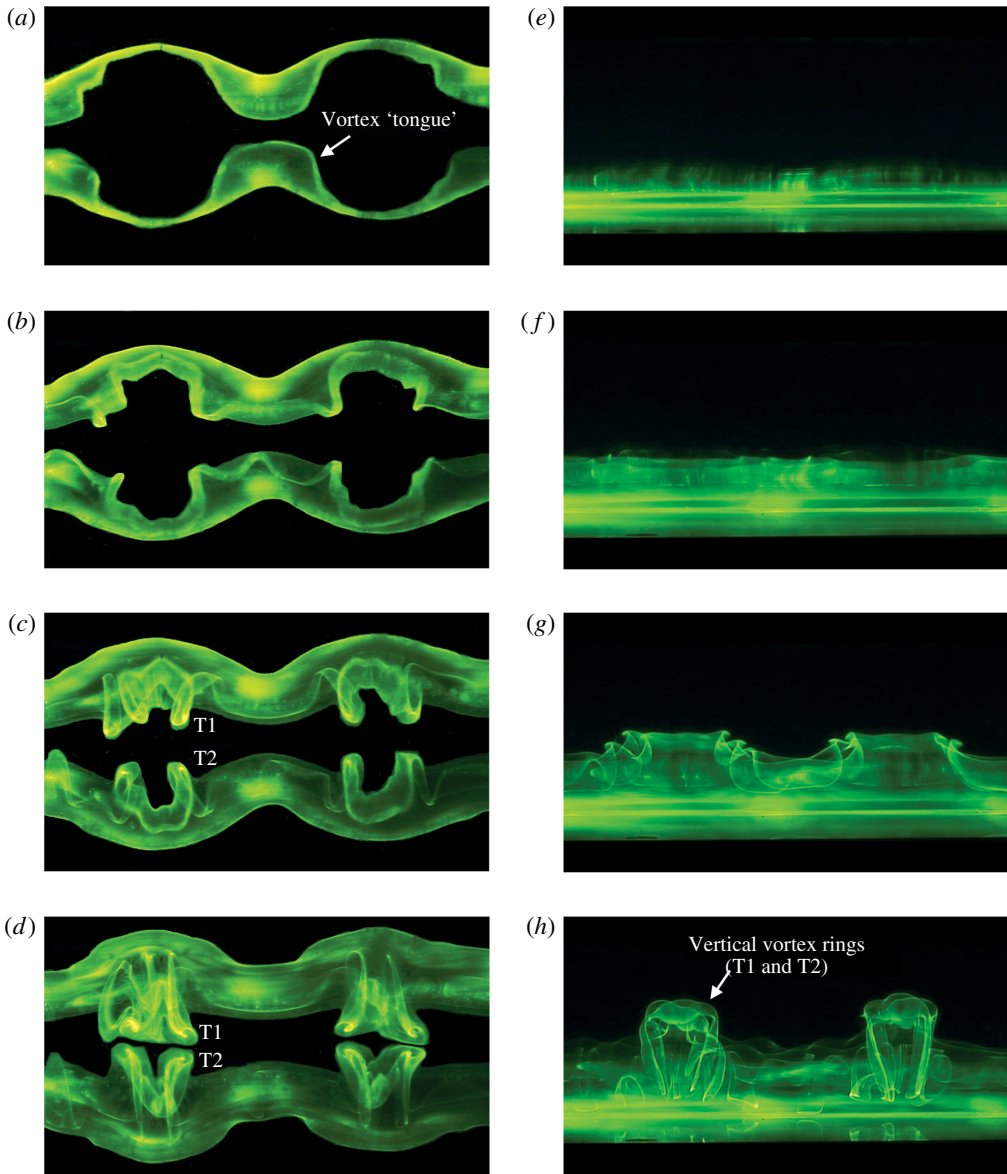 (a)
(e)
Vortex ‘tongue’
(b)
(f)
(c)
(g)
T1
T2
(d)
(h)
Vertical vortex rings
(T1 and T2)
T1
T2